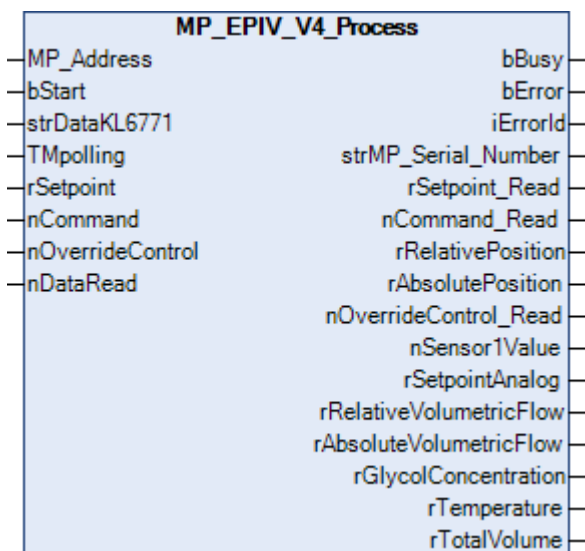 MP_EPIV_V4_Process
MP_Address bBusy
bStart bError
strDataKL6771 iErrorId
TMpolling strMP_Serial_Number
rSetpoint rSetpoint_Read
nCommand nCommand_Read
nOverrideControl rRelativePosition
nDataRead rAbsolutePosition
nOverrideControl_Read
nSensor1Value
rSetpointAnalog
rRelativeVolumetricFlow
rAbsoluteVolumetricFlow
rGlycolConcentration
rTemperature
rTotalVolume